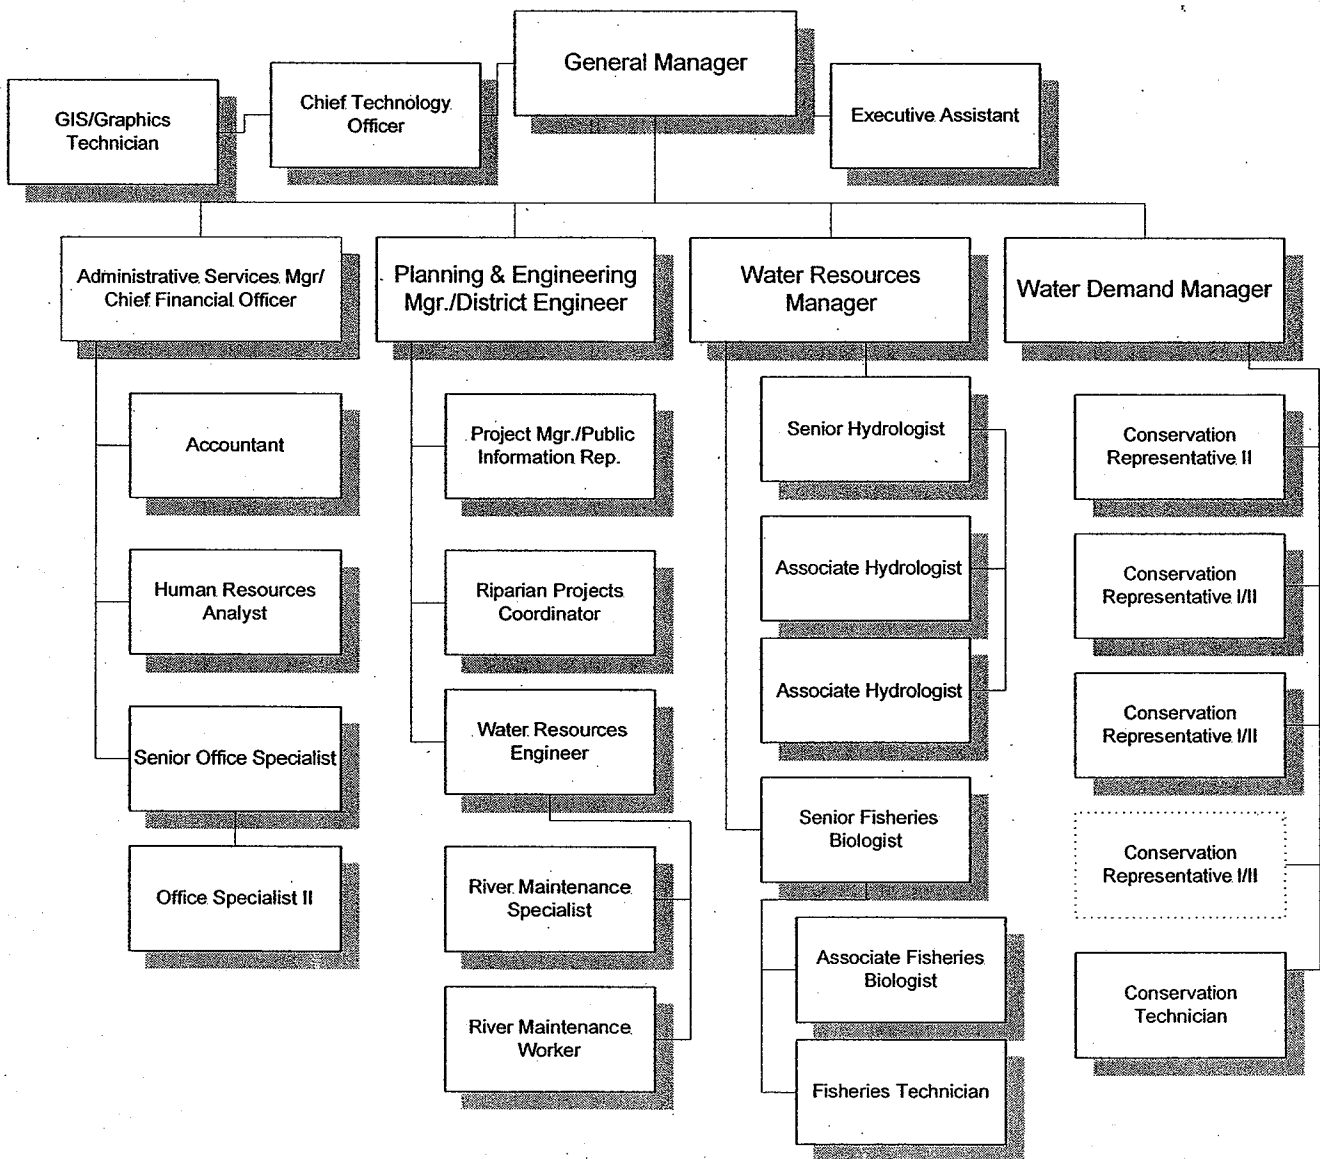 General Manager
Chief Technology
Officer
GIS/Graphics
Technician
Executive Assistant
Administrative Services Mgr/
Chief Financial Officer
Planning & Engineering
Mgr./District Engineer
Water Resources
Manager
Water Demand Manager
Accountant
Human Resources
Analyst
Senior Office Specialist
Office Specialist II
Project Mgr./Public
Information Rep.
Riparian Projects
Coordinator
Water Resources
Engineer
River Maintenance
Specialist
River Maintenance
Worker
Senior Hydrologist
Associate Hydrologist
Associate Hydrologist
Senior Fisheries
Biologist
Associate Fisheries
Biologist
Fisheries Technician
Conservation
Representative II
Conservation
Representative I/II
Conservation
Representative I/II
Conservation
Representative I/II
Conservation
Technician